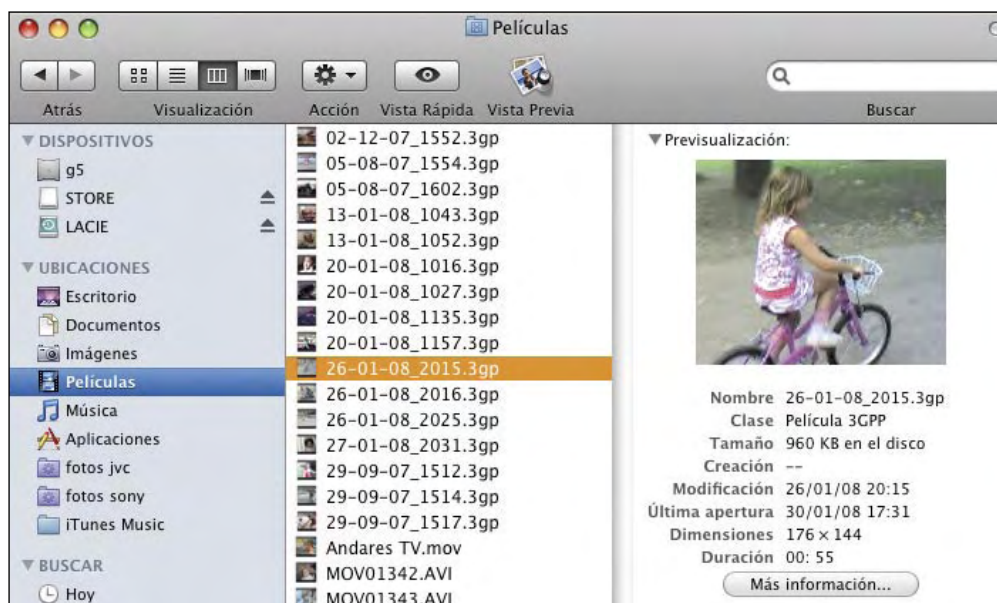 Películas
Atrás
Visualización
Acción
Vista Rápida
Vista Previa
Buscar
DISPOSITIVOS
g5
STORE
LACIE
UBICACIONES
Escritorio
Documentos
Imágenes
Películas
Música
Aplicaciones
fotos jvc
fotos sony
iTunes Music
BUSCAR
Hoy
02-12-07_1552.3gp
05-08-07_1554.3gp
05-08-07_1602.3gp
13-01-08_1043.3gp
13-01-08_1052.3gp
20-01-08_1016.3gp
20-01-08_1027.3gp
20-01-08_1135.3gp
20-01-08_1157.3gp
26-01-08_2015.3gp
26-01-08_2016.3gp
26-01-08_2025.3gp
27-01-08_2031.3gp
29-09-07_1512.3gp
29-09-07_1514.3gp
29-09-07_1517.3gp
Andares TV.mov
MOV01342.AVI
MOV01343.AVI
Previsualización:
Nombre 26-01-08_2015.3gp
Clase Película 3GPP
Tamaño 960 KB en el disco
Creación --
Modificación 26/01/08 20:15
Última apertura 30/01/08 17:31
Dimensiones 176 × 144
Duración 00: 55
Más información...